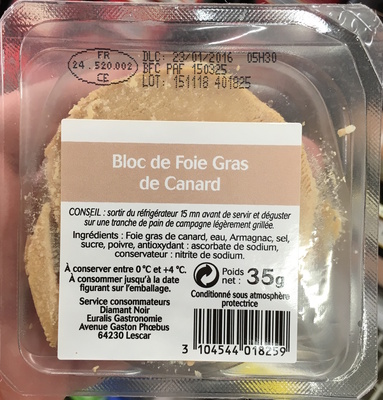 FR
24.520.002
CE
DLC: 23/01/2016 05H30
BFC PAF 150325
LOT: 151118 401825
Bloc de Foie Gras
de Canard
CONSEIL : sortir du réfrigérateur 15 mn avant de servir et déguster
sur une tranche de pain de campagne légèrement grillée.
Ingrédients : Foie gras de canard, eau, Armagnac, sel,
sucre, poivre, antioxydant : ascorbate de sodium,
conservateur : nitrite de sodium.
À conserver entre 0 °C et +4 °C.
À consommer jusqu'à la date
figurant sur l'emballage.
Service consommateurs
Diamant Noir
Euralis Gastronomie
Avenue Gaston Phœbus
64230 Lescar
Poids
net : 35g
Conditionné sous atmosphère
protectrice
3 104544 018259